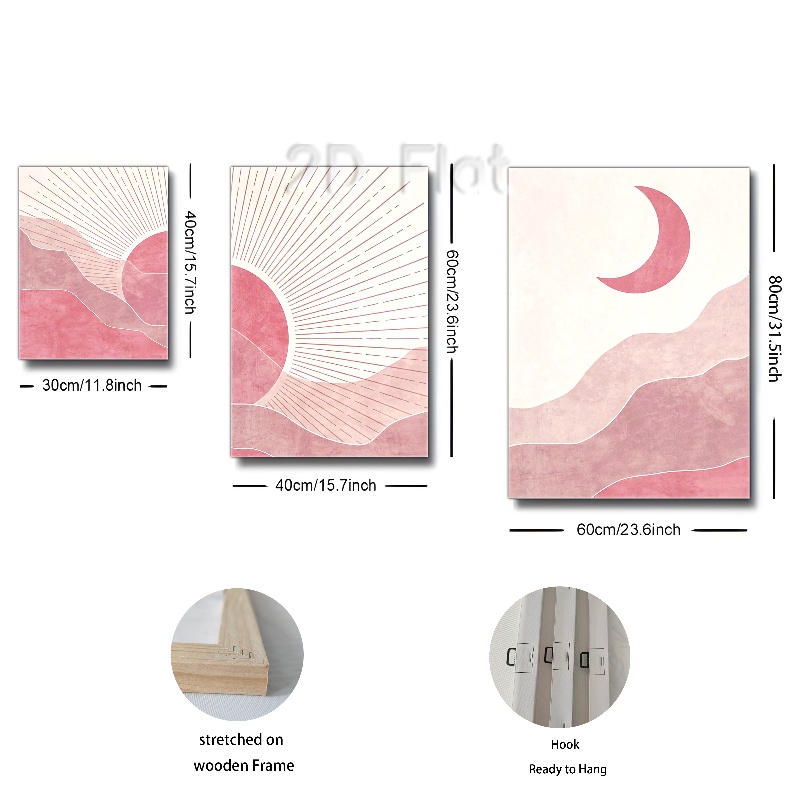 2D Flat
40cm/15.7inch
30cm/11.8inch
60cm/23.6inch
40cm/15.7inch
80cm/31.5inch
60cm/23.6inch
stretched on
wooden Frame
Hook
Ready to Hang